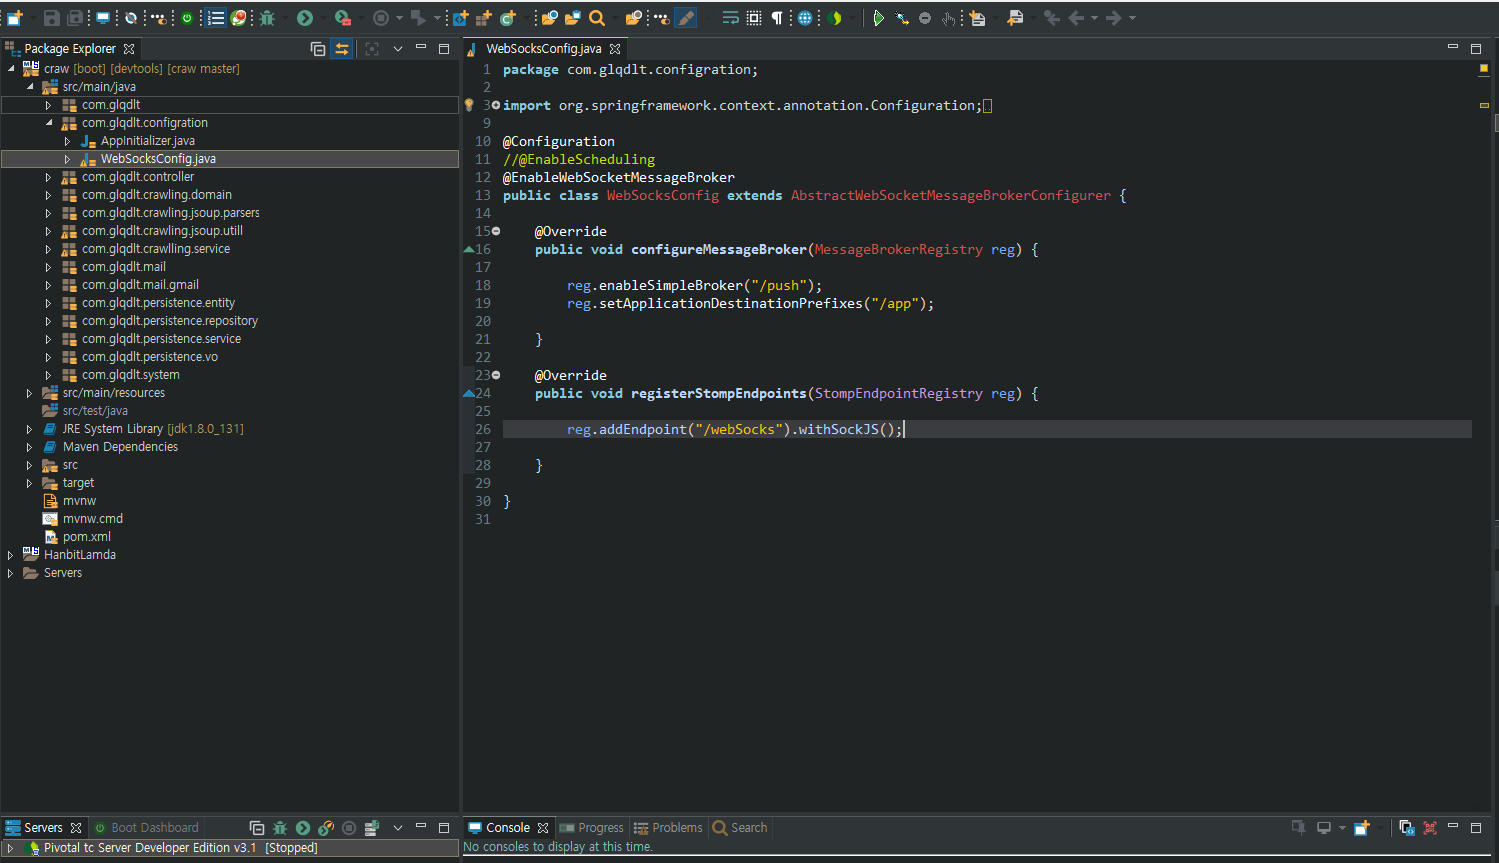 Package Explorer
craw [boot] [devtools] [craw master]
src/main/java
com.glqdlt
com.glqdlt.configration
AppInitializer.java
WebSocksConfig.java
com.glqdlt.controller
com.glqdlt.crawling.domain
com.glqdlt.crawling.jsoup.parsers
com.glqdlt.crawling.jsoup.utill
com.glqdlt.crawlling.service
com.glqdlt.mail
com.glqdlt.mail.gmail
com.glqdlt.persistence.entity
com.glqdlt.persistence.repository
com.glqdlt.persistence.service
com.glqdlt.persistence.vo
com.glqdlt.system
src/main/resources
src/test/java
JRE System Library [jdk1.8.0_131]
Maven Dependencies
src
target
mvnw
mvnw.cmd
pom.xml
HanbitLamda
Servers
WebSocksConfig.java
1 package com.glqdlt.configration;
2
3 import org.springframework.context.annotation.Configuration;
9
10 @Configuration
11 //@EnableScheduling
12 @EnableWebSocketMessageBroker
13 public class WebSocksConfig extends AbstractWebSocketMessageBrokerConfigurer {
14
15 @Override
16 public void configureMessageBroker(MessageBrokerRegistry reg) {
17
18 reg.enableSimpleBroker("/push");
19 reg.setApplicationDestinationPrefixes("/app");
20
21 }
22
23 @Override
24 public void registerStompEndpoints(StompEndpointRegistry reg) {
25
26 reg.addEndpoint("/webSocks").withSockJS();
27
28 }
29
30 }
31
Servers Boot Dashboard
Pivotal tc Server Developer Edition v3.1 [Stopped]
Console Progress Problems Search
No consoles to display at this time.